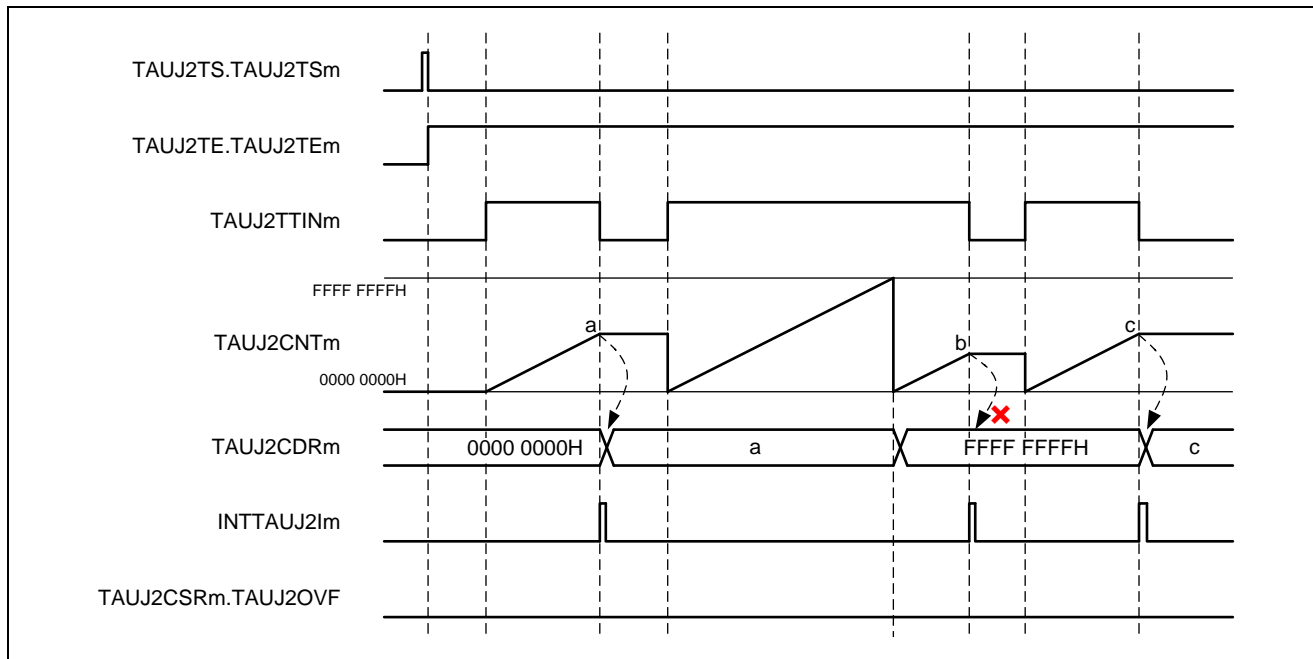 TAUJ2TS.TAUJ2TSm
TAUJ2TE.TAUJ2TEm
TAUJ2TTINm
FFFF FFFFH
TAUJ2CNTm
a
b
c
0000 0000H
TAUJ2CDRm
0000 0000H
a
FFFF FFFFH
c
INTTAUJ2Im
TAUJ2CSRm.TAUJ2OVF